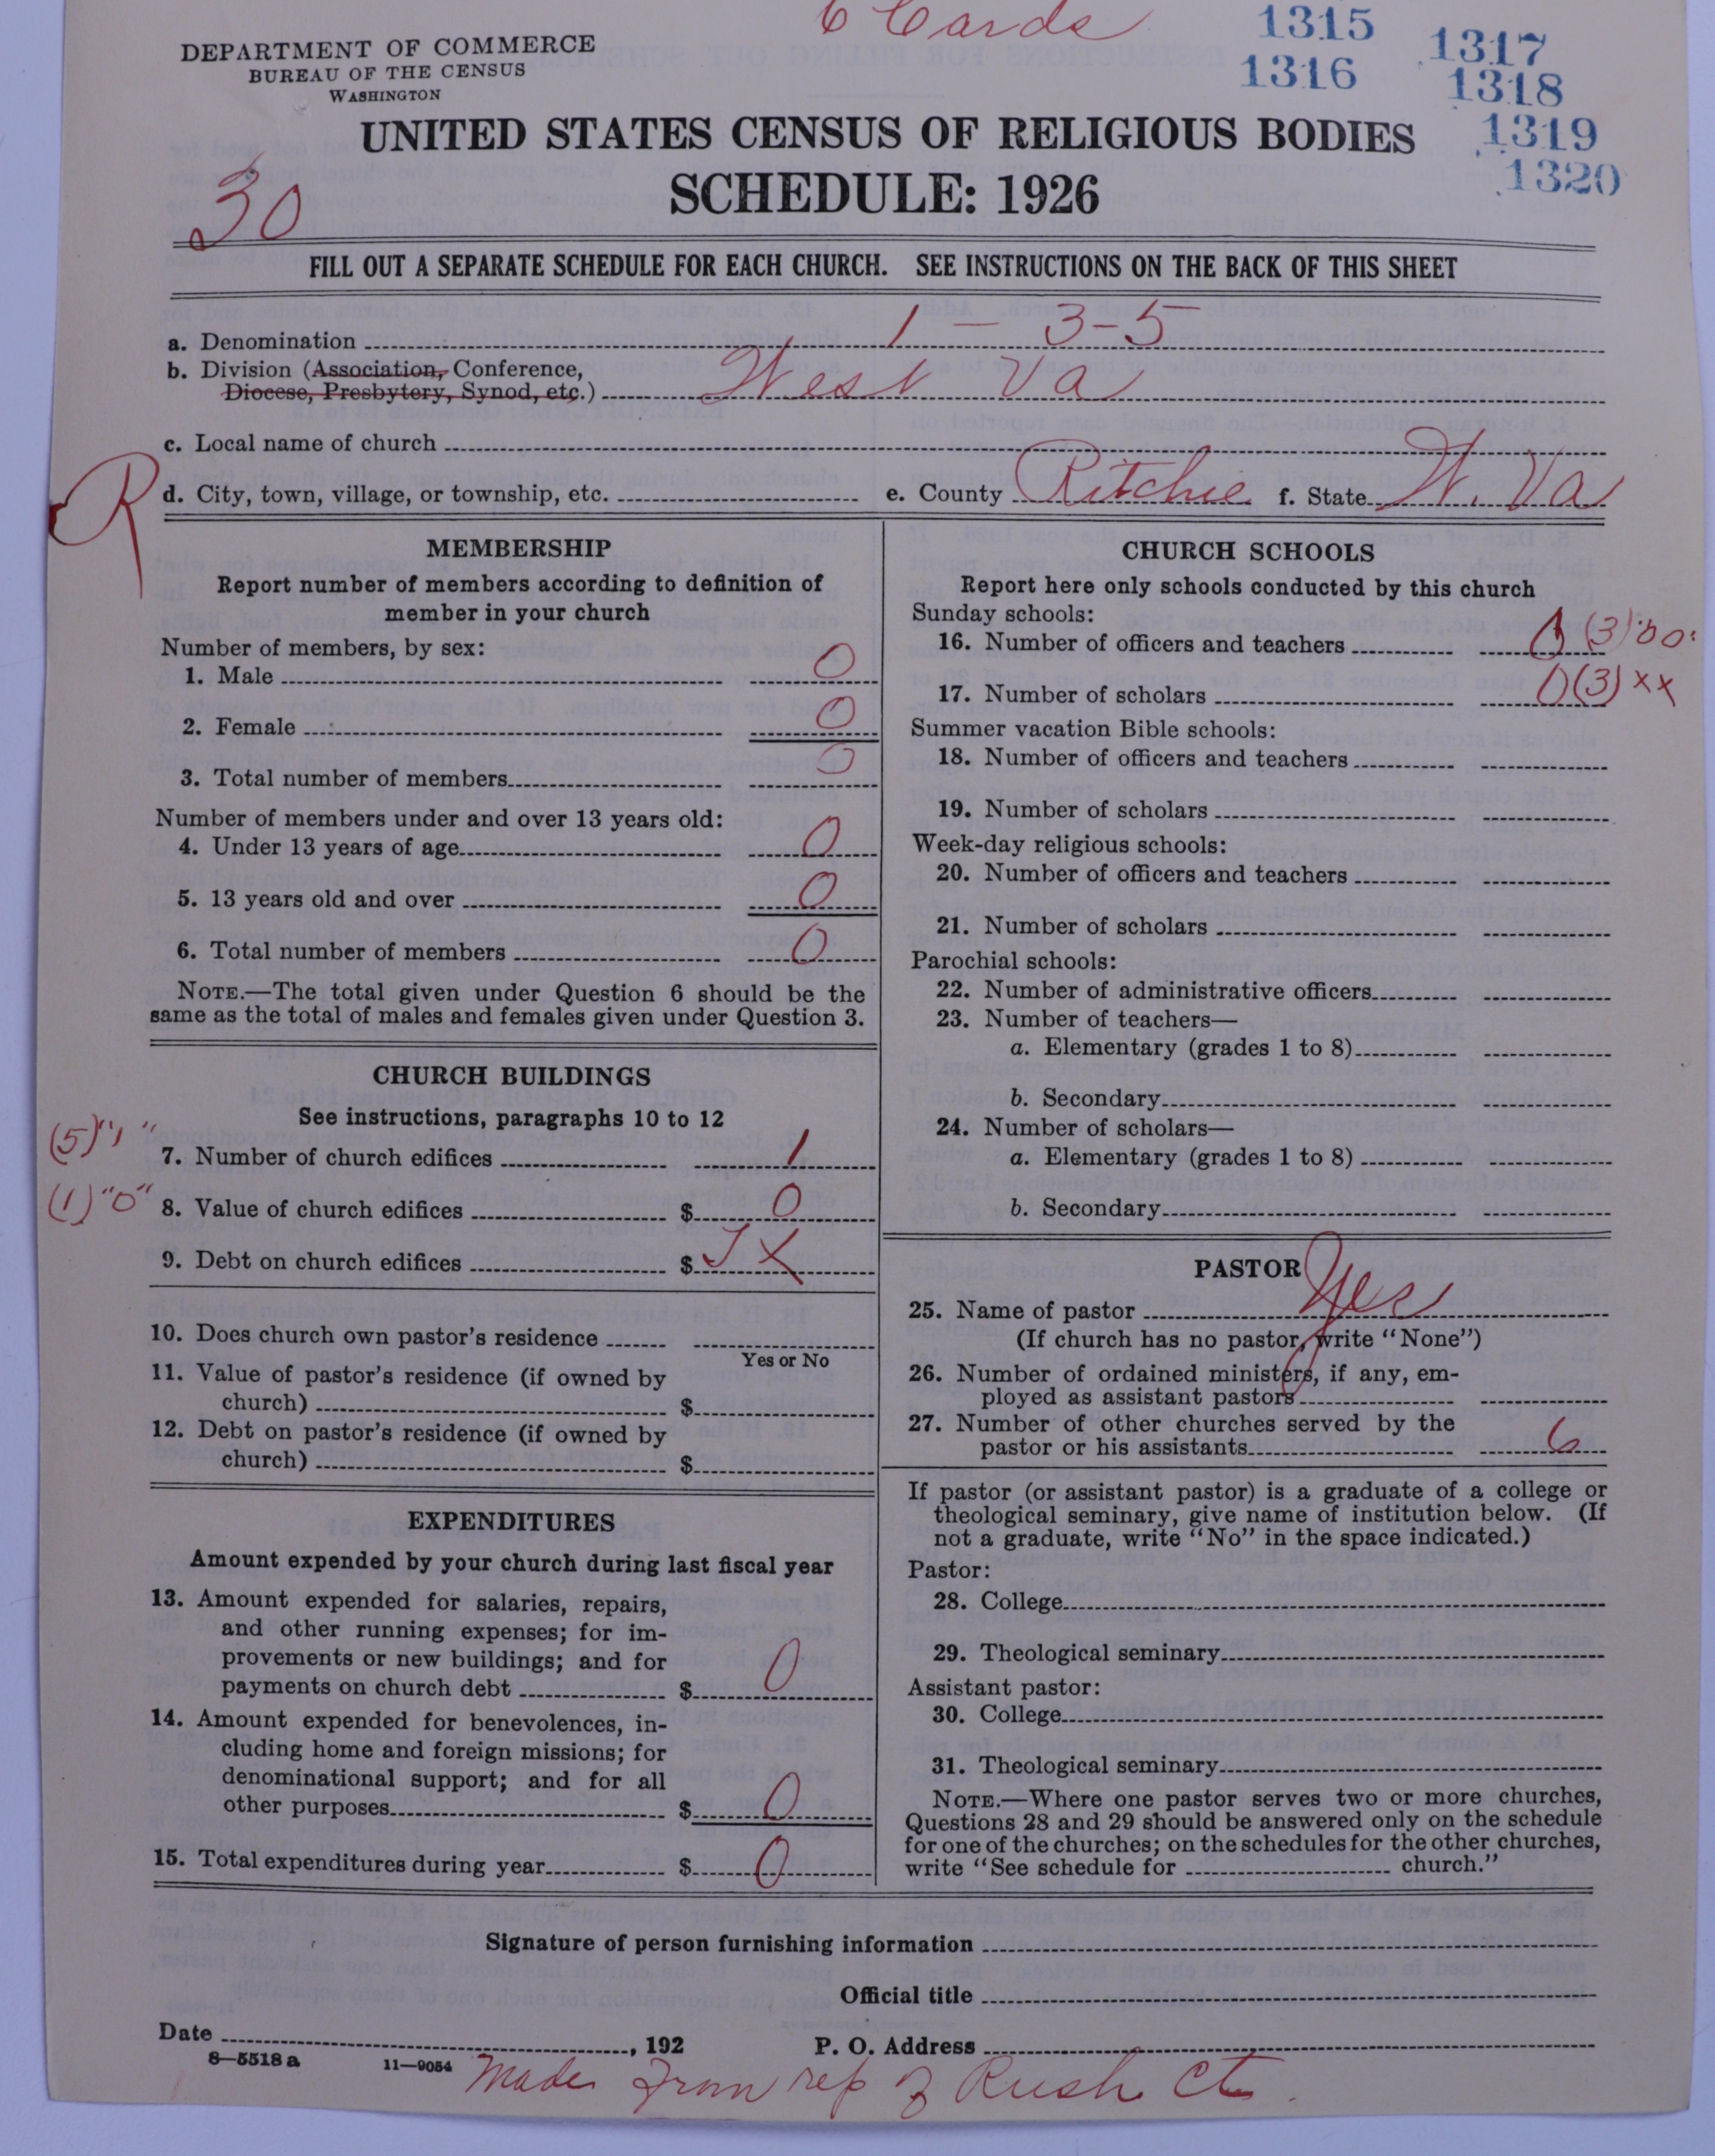 6 Cards
1315
1317
1316
1318
1319
1320
DEPARTMENT OF COMMERCE
BUREAU OF THE CENSUS
WASHINGTON
UNITED STATES CENSUS OF RELIGIOUS BODIES
SCHEDULE: 1926
30
FILL OUT A SEPARATE SCHEDULE FOR EACH CHURCH. SEE INSTRUCTIONS ON THE BACK OF THIS SHEET
a. Denomination 1 - 3-5
b. Division (Association, Conference,
Diocese, Presbytery, Synod, etc.) West Va
c. Local name of church
R
d. City, town, village, or township, etc. e. County Ritchie f. State W. Va
MEMBERSHIP
Report number of members according to definition of
member in your church
Number of members, by sex:
1. Male 0
2. Female 0
3. Total number of members 0
Number of members under and over 13 years old:
4. Under 13 years of age 0
5. 13 years old and over 0
6. Total number of members 0
NOTE.—The total given under Question 6 should be the
same as the total of males and females given under Question 3.
CHURCH BUILDINGS
See instructions, paragraphs 10 to 12
(5) "1"
7. Number of church edifices 1
(1) "0" 8. Value of church edifices $ 0
9. Debt on church edifices $ X
10. Does church own pastor's residence
Yes or No
11. Value of pastor's residence (if owned by
church) $
12. Debt on pastor's residence (if owned by
church) $
EXPENDITURES
Amount expended by your church during last fiscal year
13. Amount expended for salaries, repairs,
and other running expenses; for im-
provements or new buildings; and for
payments on church debt $ 0
14. Amount expended for benevolences, in-
cluding home and foreign missions; for
denominational support; and for all
other purposes $ 0
15. Total expenditures during year $ 0
CHURCH SCHOOLS
Report here only schools conducted by this church
Sunday schools:
16. Number of officers and teachers (3)
17. Number of scholars 0 (3) xx
Summer vacation Bible schools:
18. Number of officers and teachers
19. Number of scholars
Week-day religious schools:
20. Number of officers and teachers
21. Number of scholars
Parochial schools:
22. Number of administrative officers
23. Number of teachers—
a. Elementary (grades 1 to 8)
b. Secondary
24. Number of scholars—
a. Elementary (grades 1 to 8)
b. Secondary
PASTOR
25. Name of pastor Yes
(If church has no pastor, write "None")
26. Number of ordained ministers, if any, em-
ployed as assistant pastors
27. Number of other churches served by the
pastor or his assistants 6
If pastor (or assistant pastor) is a graduate of a college or
theological seminary, give name of institution below. (If
not a graduate, write "No" in the space indicated.)
Pastor:
28. College
29. Theological seminary
Assistant pastor:
30. College
31. Theological seminary
NOTE.—Where one pastor serves two or more churches,
Questions 28 and 29 should be answered only on the schedule
for one of the churches; on the schedules for the other churches,
write "See schedule for church."
Signature of person furnishing information
Official title
Date , 192 P. O. Address
8—5518 a 11—9054
Made from rep of Rush Ct.